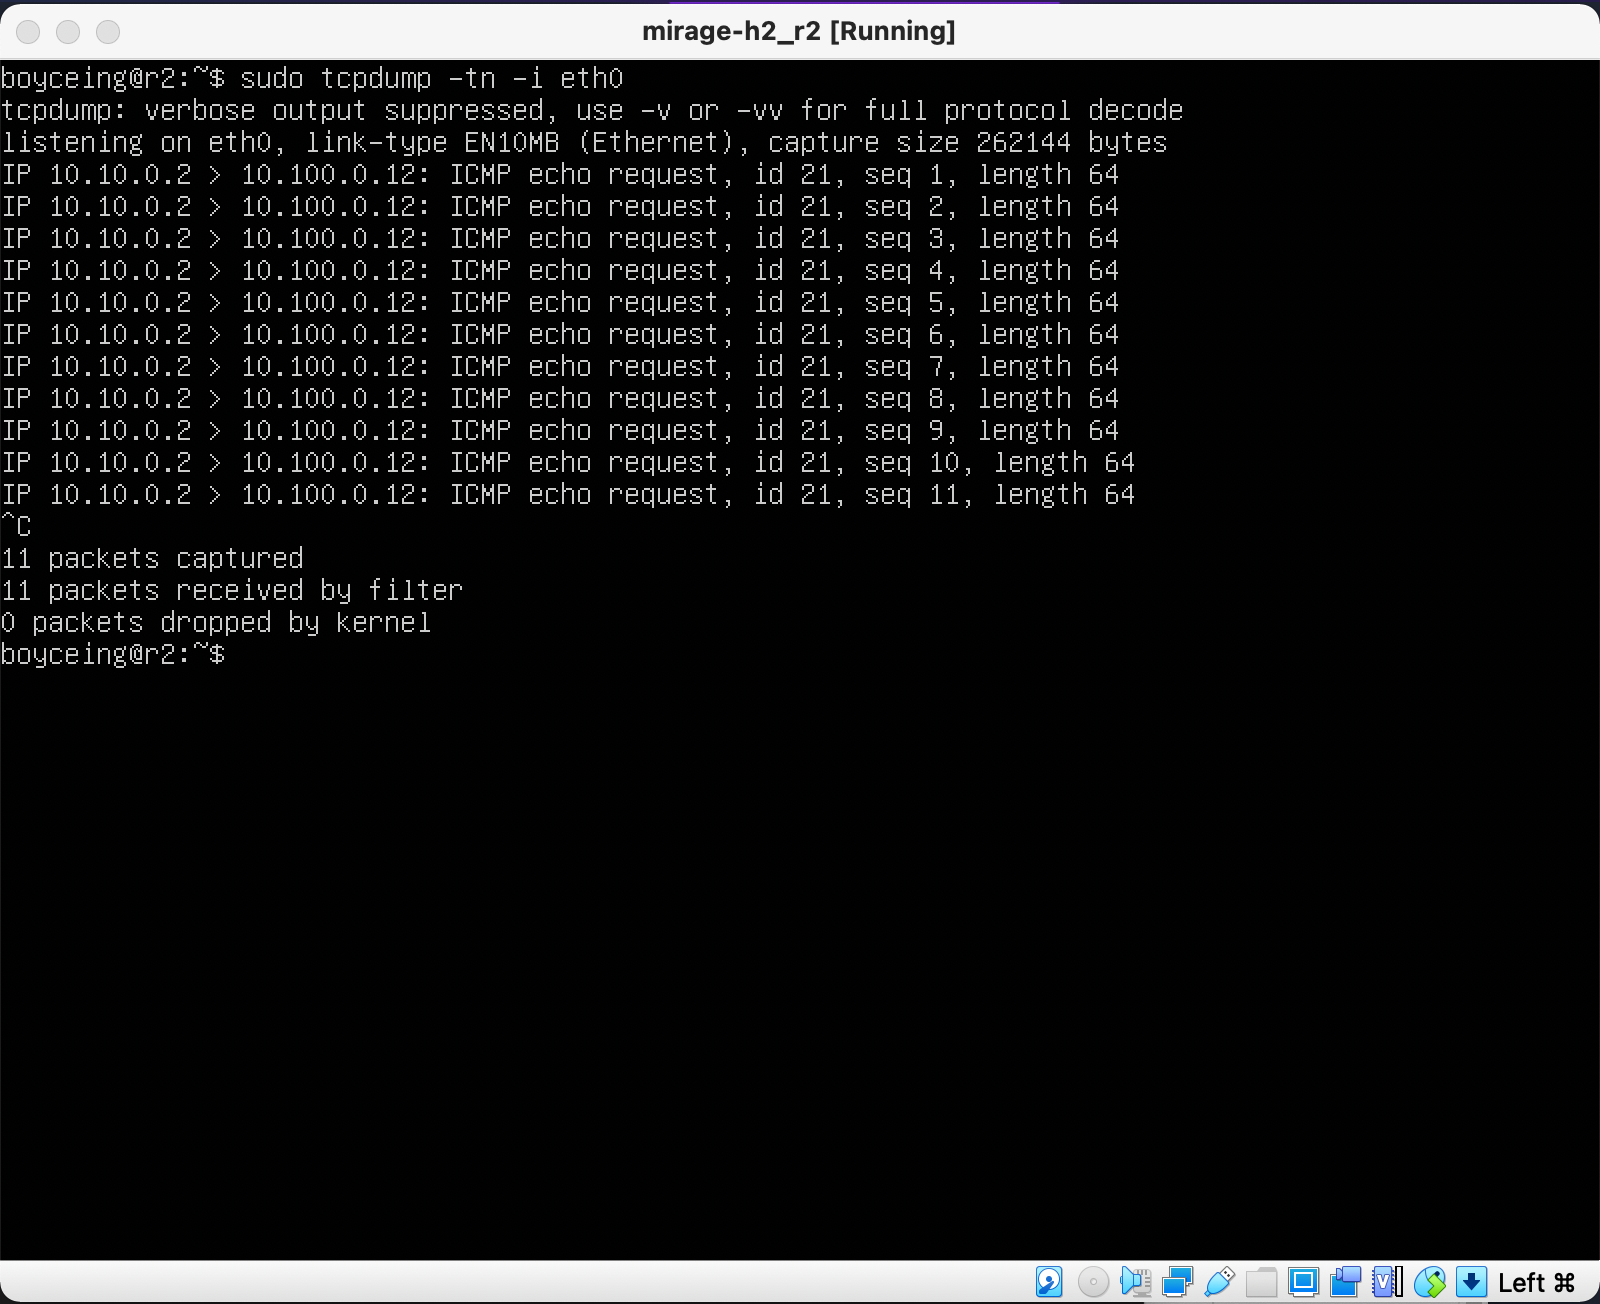 mirage-h2_r2 [Running]
boyceing@r2:~$ sudo tcpdump -tn -i eth0
tcpdump: verbose output suppressed, use -v or -vv for full protocol decode
listening on eth0, link-type EN10MB (Ethernet), capture size 262144 bytes
IP 10.10.0.2 > 10.100.0.12: ICMP echo request, id 21, seq 1, length 64
IP 10.10.0.2 > 10.100.0.12: ICMP echo request, id 21, seq 2, length 64
IP 10.10.0.2 > 10.100.0.12: ICMP echo request, id 21, seq 3, length 64
IP 10.10.0.2 > 10.100.0.12: ICMP echo request, id 21, seq 4, length 64
IP 10.10.0.2 > 10.100.0.12: ICMP echo request, id 21, seq 5, length 64
IP 10.10.0.2 > 10.100.0.12: ICMP echo request, id 21, seq 6, length 64
IP 10.10.0.2 > 10.100.0.12: ICMP echo request, id 21, seq 7, length 64
IP 10.10.0.2 > 10.100.0.12: ICMP echo request, id 21, seq 8, length 64
IP 10.10.0.2 > 10.100.0.12: ICMP echo request, id 21, seq 9, length 64
IP 10.10.0.2 > 10.100.0.12: ICMP echo request, id 21, seq 10, length 64
IP 10.10.0.2 > 10.100.0.12: ICMP echo request, id 21, seq 11, length 64
^C
11 packets captured
11 packets received by filter
0 packets dropped by kernel
boyceing@r2:~$
Left ⌘